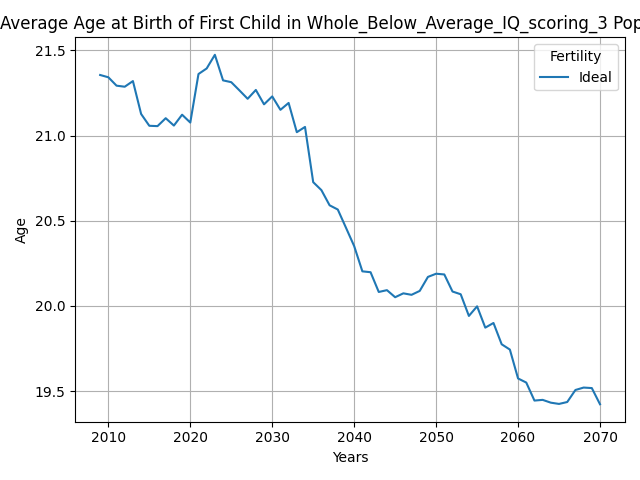 Average Age at Birth of First Child in Whole_Below_Average_IQ_scoring_3 Pop
Fertility
Ideal
21.5
21.0
20.5
20.0
19.5
Age
2010 2020 2030 2040 2050 2060 2070
Years